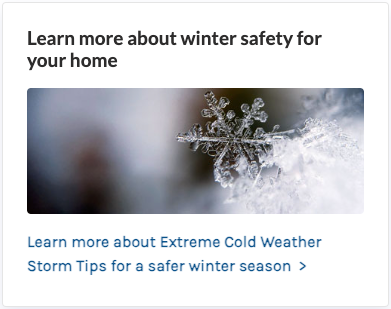 Learn more about winter safety for
your home
Learn more about Extreme Cold Weather
Storm Tips for a safer winter season >